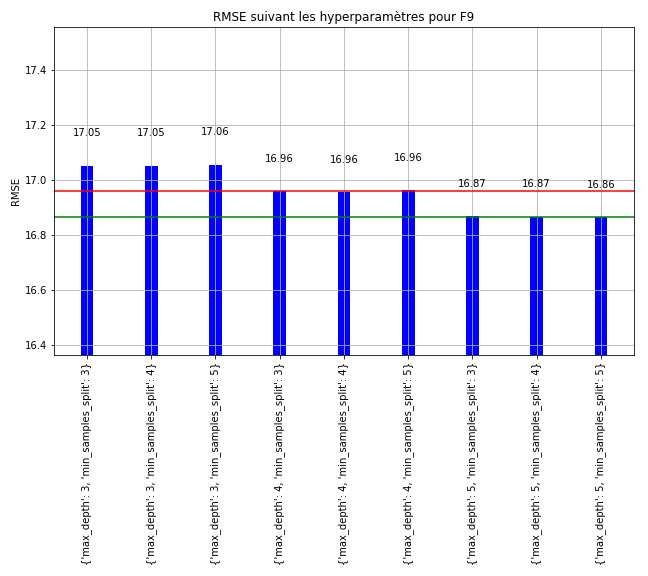 RMSE suivant les hyperparamètres pour F9
RMSE
17.4
17.2
17.0
16.8
16.6
16.4
17.05
17.05
17.06
16.96
16.96
16.96
16.87
16.87
16.86
{'max_depth': 3, 'min_samples_split': 3}
{'max_depth': 3, 'min_samples_split': 4}
{'max_depth': 3, 'min_samples_split': 5}
{'max_depth': 4, 'min_samples_split': 3}
{'max_depth': 4, 'min_samples_split': 4}
{'max_depth': 4, 'min_samples_split': 5}
{'max_depth': 5, 'min_samples_split': 3}
{'max_depth': 5, 'min_samples_split': 4}
{'max_depth': 5, 'min_samples_split': 5}